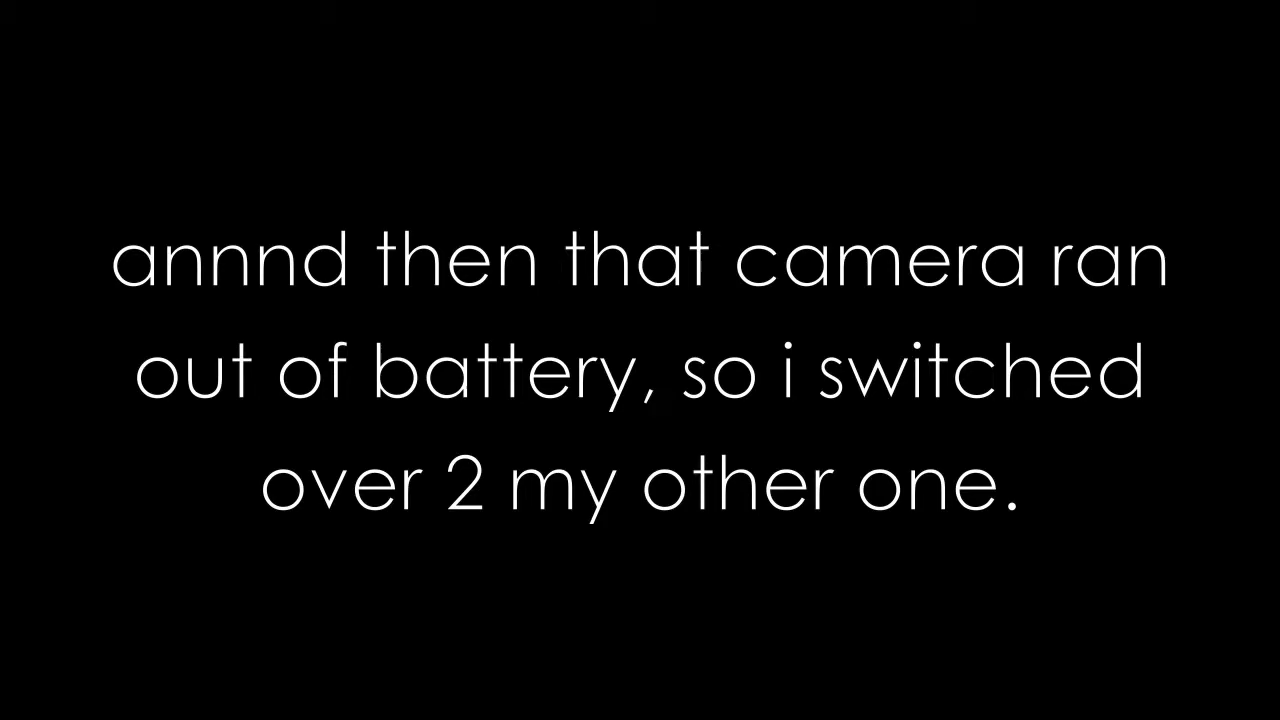 annnd then that camera ran
out of battery, so i switched
over 2 my other one.